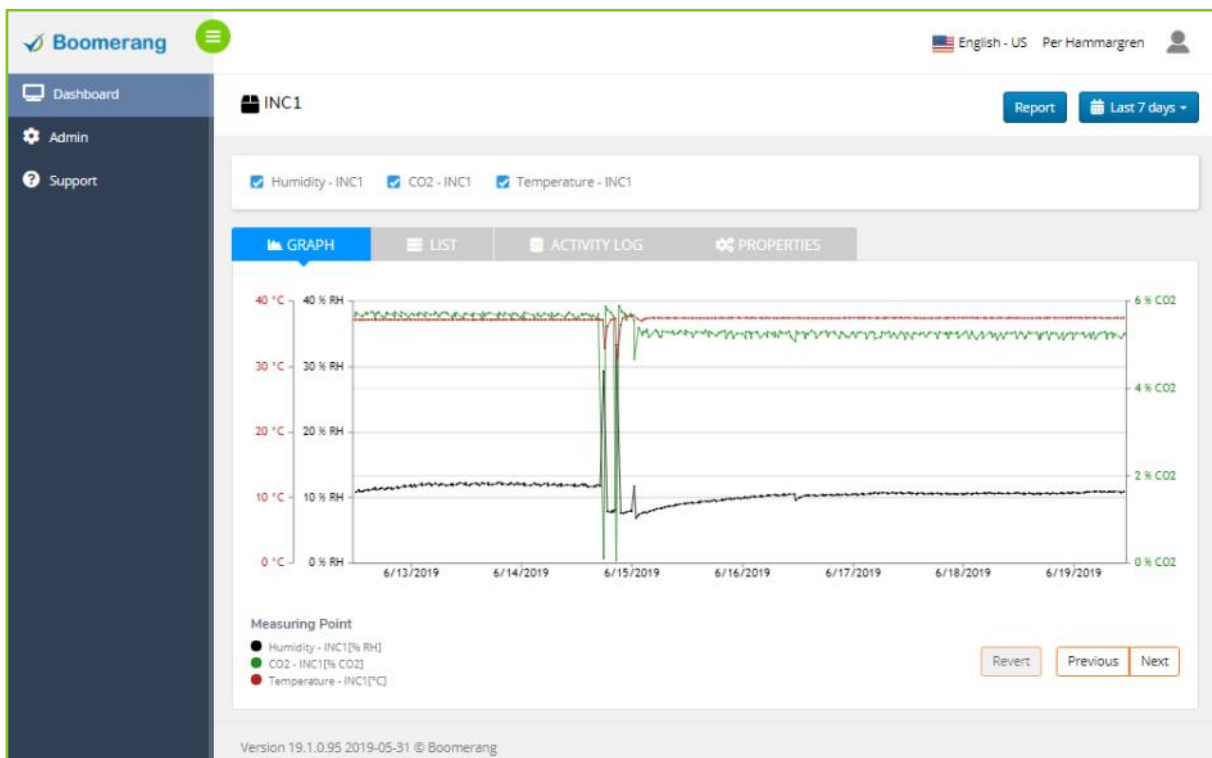 Boomerang
English - US Per Hammargren
Dashboard
Admin
Support
INC1
Report Last 7 days
Humidity - INC1 CO2 - INC1 Temperature - INC1
GRAPH LIST ACTIVITY LOG PROPERTIES
40 °C 40 % RH 6 % CO2
30 °C 30 % RH
4 % CO2
20 °C 20 % RH
2 % CO2
10 °C 10 % RH
0 °C 0 % RH 0 % CO2
6/13/2019 6/14/2019 6/15/2019 6/16/2019 6/17/2019 6/18/2019 6/19/2019
Measuring Point
Humidity - INC1[% RH]
CO2 - INC1[% CO2]
Temperature - INC1[°C]
Revert Previous Next
Version 19.1.0.95 2019-05-31 © Boomerang